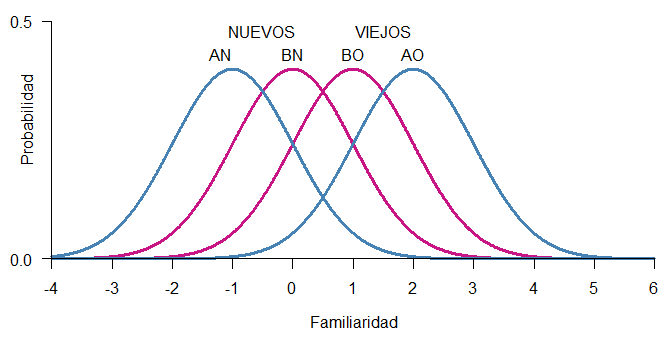 NUEVOS VIEJOS
AN BN BO AO
0.5
Probabilidad
0.0
-4 -3 -2 -1 0 1 2 3 4 5 6
Familiaridad